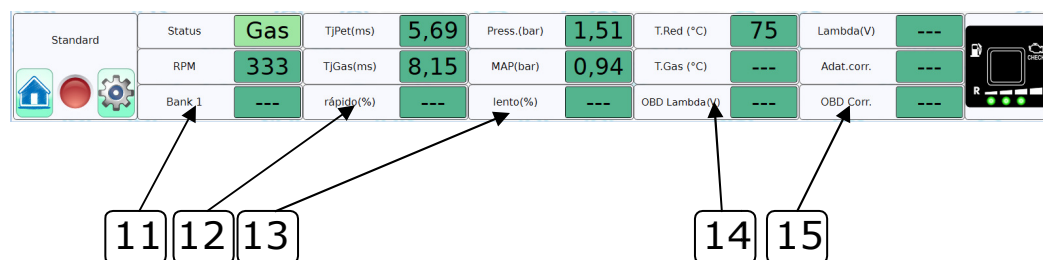 Standard Status Gas TjPet(ms) 5,69 Press.(bar) 1,51 T.Red (°C) 75 Lambda(V) ---
RPM 333 TjGas(ms) 8,15 MAP(bar) 0,94 T.Gas (°C) --- Adat.corr. --- CHECK
Bank 1 --- rápido(%) --- lento(%) --- OBD Lambda(V) --- OBD Corr. --- R
11 12 13 14 15